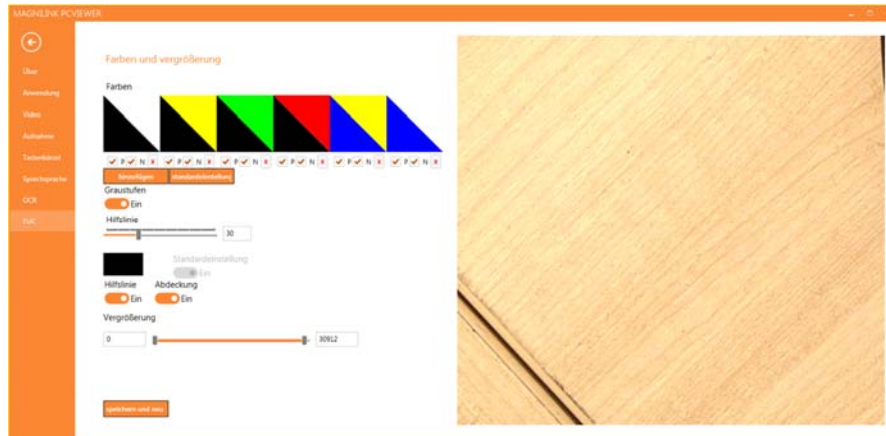 MAGNILINK PCVIEWER
Über
Anwendung
Video
Aufnahme
Tastenkürzel
Sprechsprache
OCR
Farben und vergrößerung
Farben
P N x P N x P N x P N x P N x P N x
hinzufügen standardeinstellung
Graustufen
Ein
Hilfslinie
30
Standardeinstellung
Ein
Hilfslinie Abdeckung
Ein Ein
Vergrößerung
0 30912
speichern und neu